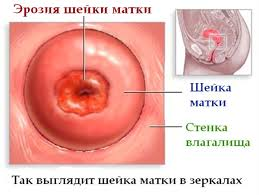 Эрозия шейки матки
Шейка
матки
Стенка
влагалища
Так выглядит шейка матки в зеркалах